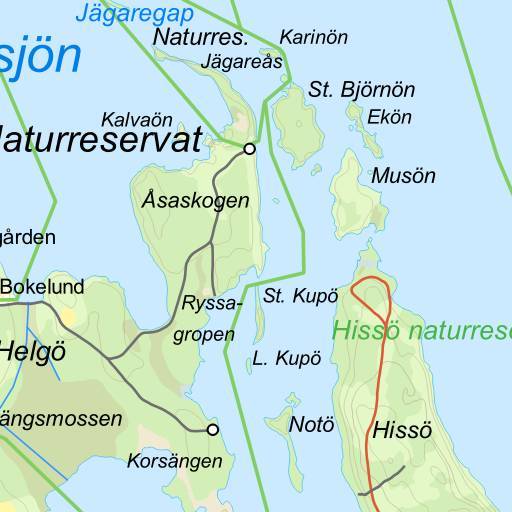 Jägaregap
sjön
Naturres.
Karinön
Jägareås
St. Björnön
Kalvaön
Ekön
Naturreservat
Musön
Åsaskogen
gården
Bokelund
Ryssa-
gropen
St. Kupö
Hissö naturrese
Helgö
L. Kupö
ängsmossen
Notö
Hissö
Korsängen